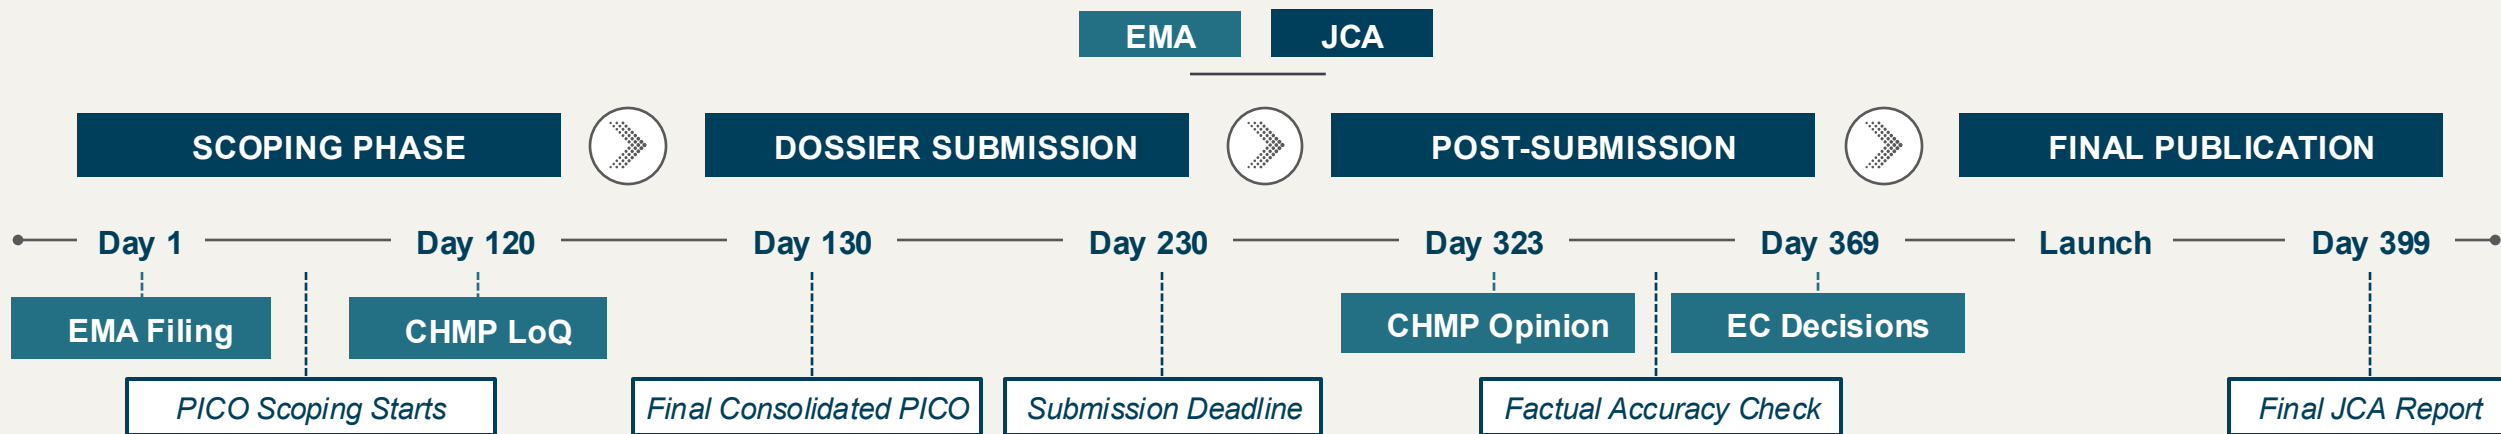 EMA
JCA
SCOPING PHASE
DOSSIER SUBMISSION
POST-SUBMISSION
FINAL PUBLICATION
Day 1
Day 120
Day 130
Day 230
Day 323
Day 369
Launch
Day 399
EMA Filing
CHMP LoQ
CHMP Opinion
EC Decisions
PICO Scoping Starts
Final Consolidated PICO
Submission Deadline
Factual Accuracy Check
Final JCA Report